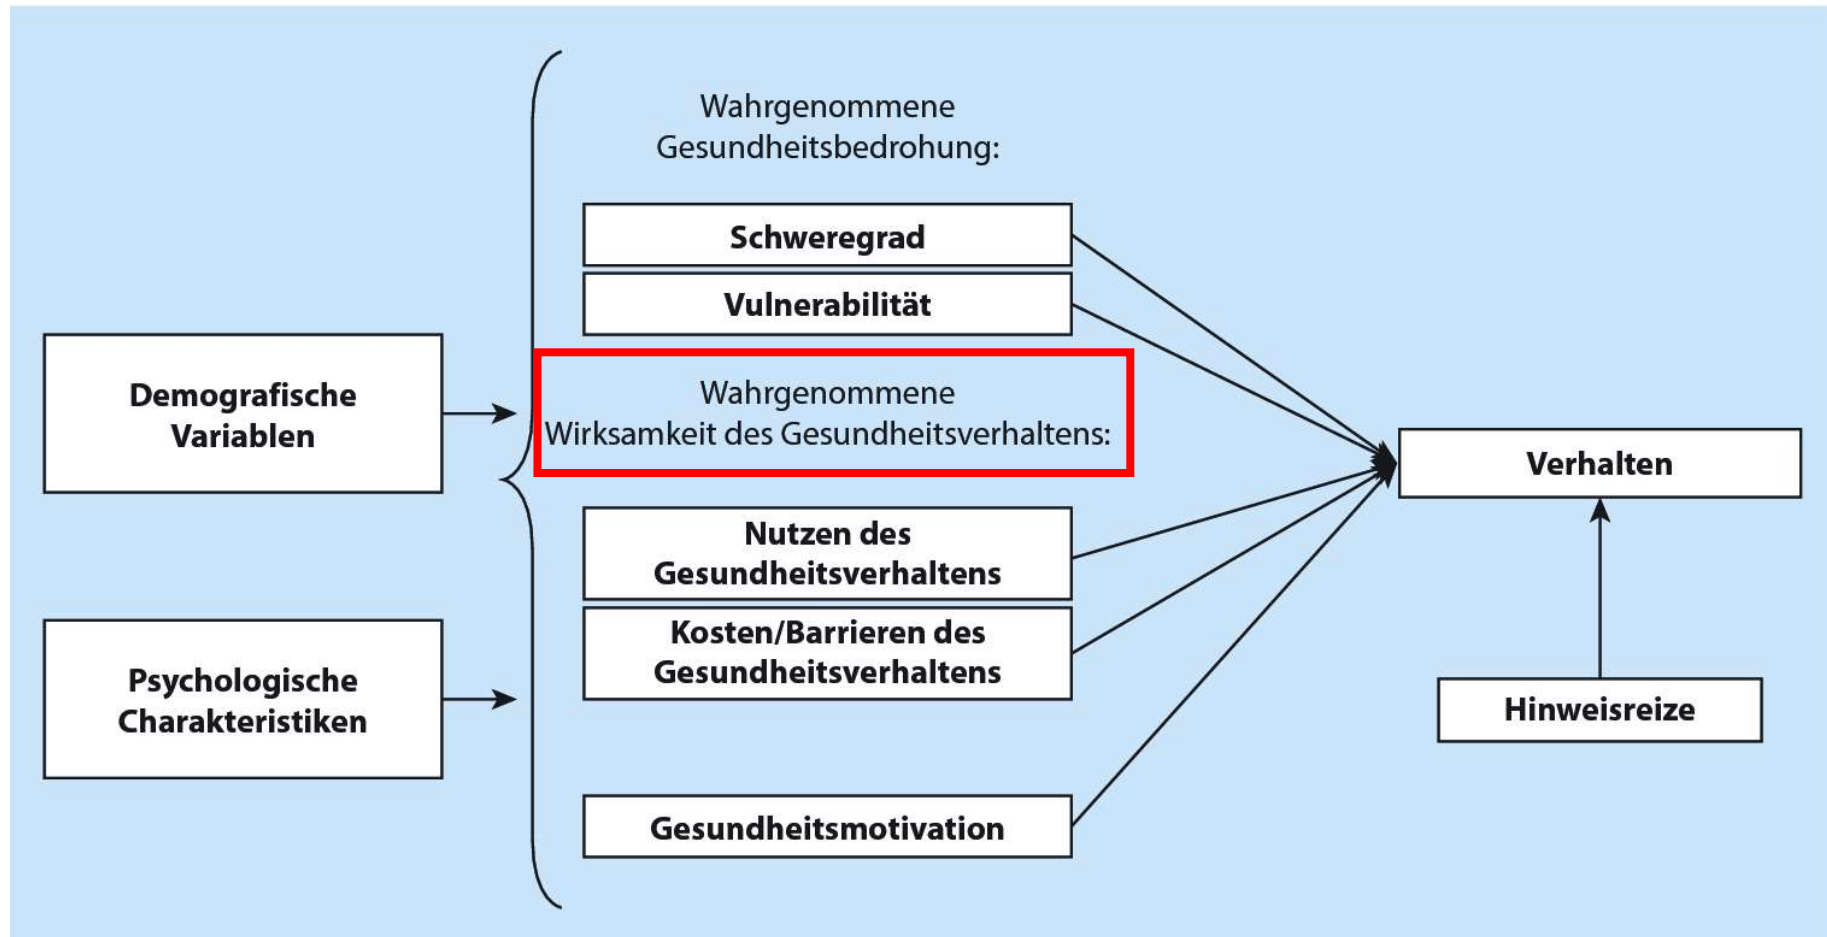 Wahrgenommene
Gesundheitsbedrohung:
Schweregrad
Vulnerabilität
Demografische
Variablen
Wahrgenommene
Wirksamkeit des Gesundheitsverhaltens:
Verhalten
Nutzen des
Gesundheitsverhaltens
Kosten/Barrieren des
Gesundheitsverhaltens
Psychologische
Charakteristiken
Hinweisreize
Gesundheitsmotivation